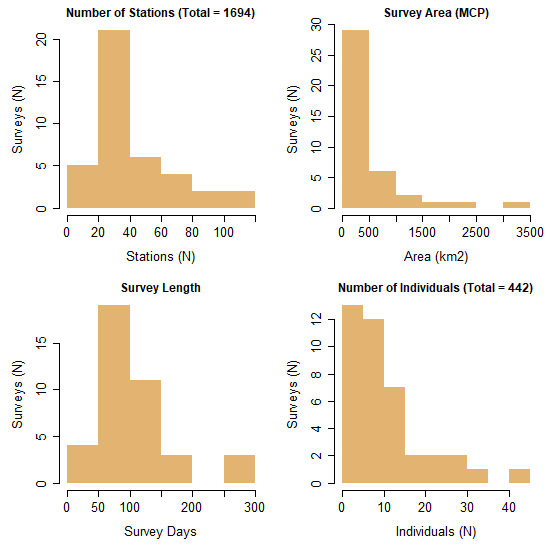 Number of Stations (Total = 1694)
Surveys (N)
0 5 10 15 20
0 20 40 60 80 100
Stations (N)
Survey Area (MCP)
Surveys (N)
0 5 10 15 20 25 30
0 500 1500 2500 3500
Area (km2)
Survey Length
Surveys (N)
0 5 10 15
0 50 100 200 300
Survey Days
Number of Individuals (Total = 442)
Surveys (N)
0 2 4 6 8 10 12
0 10 20 30 40
Individuals (N)